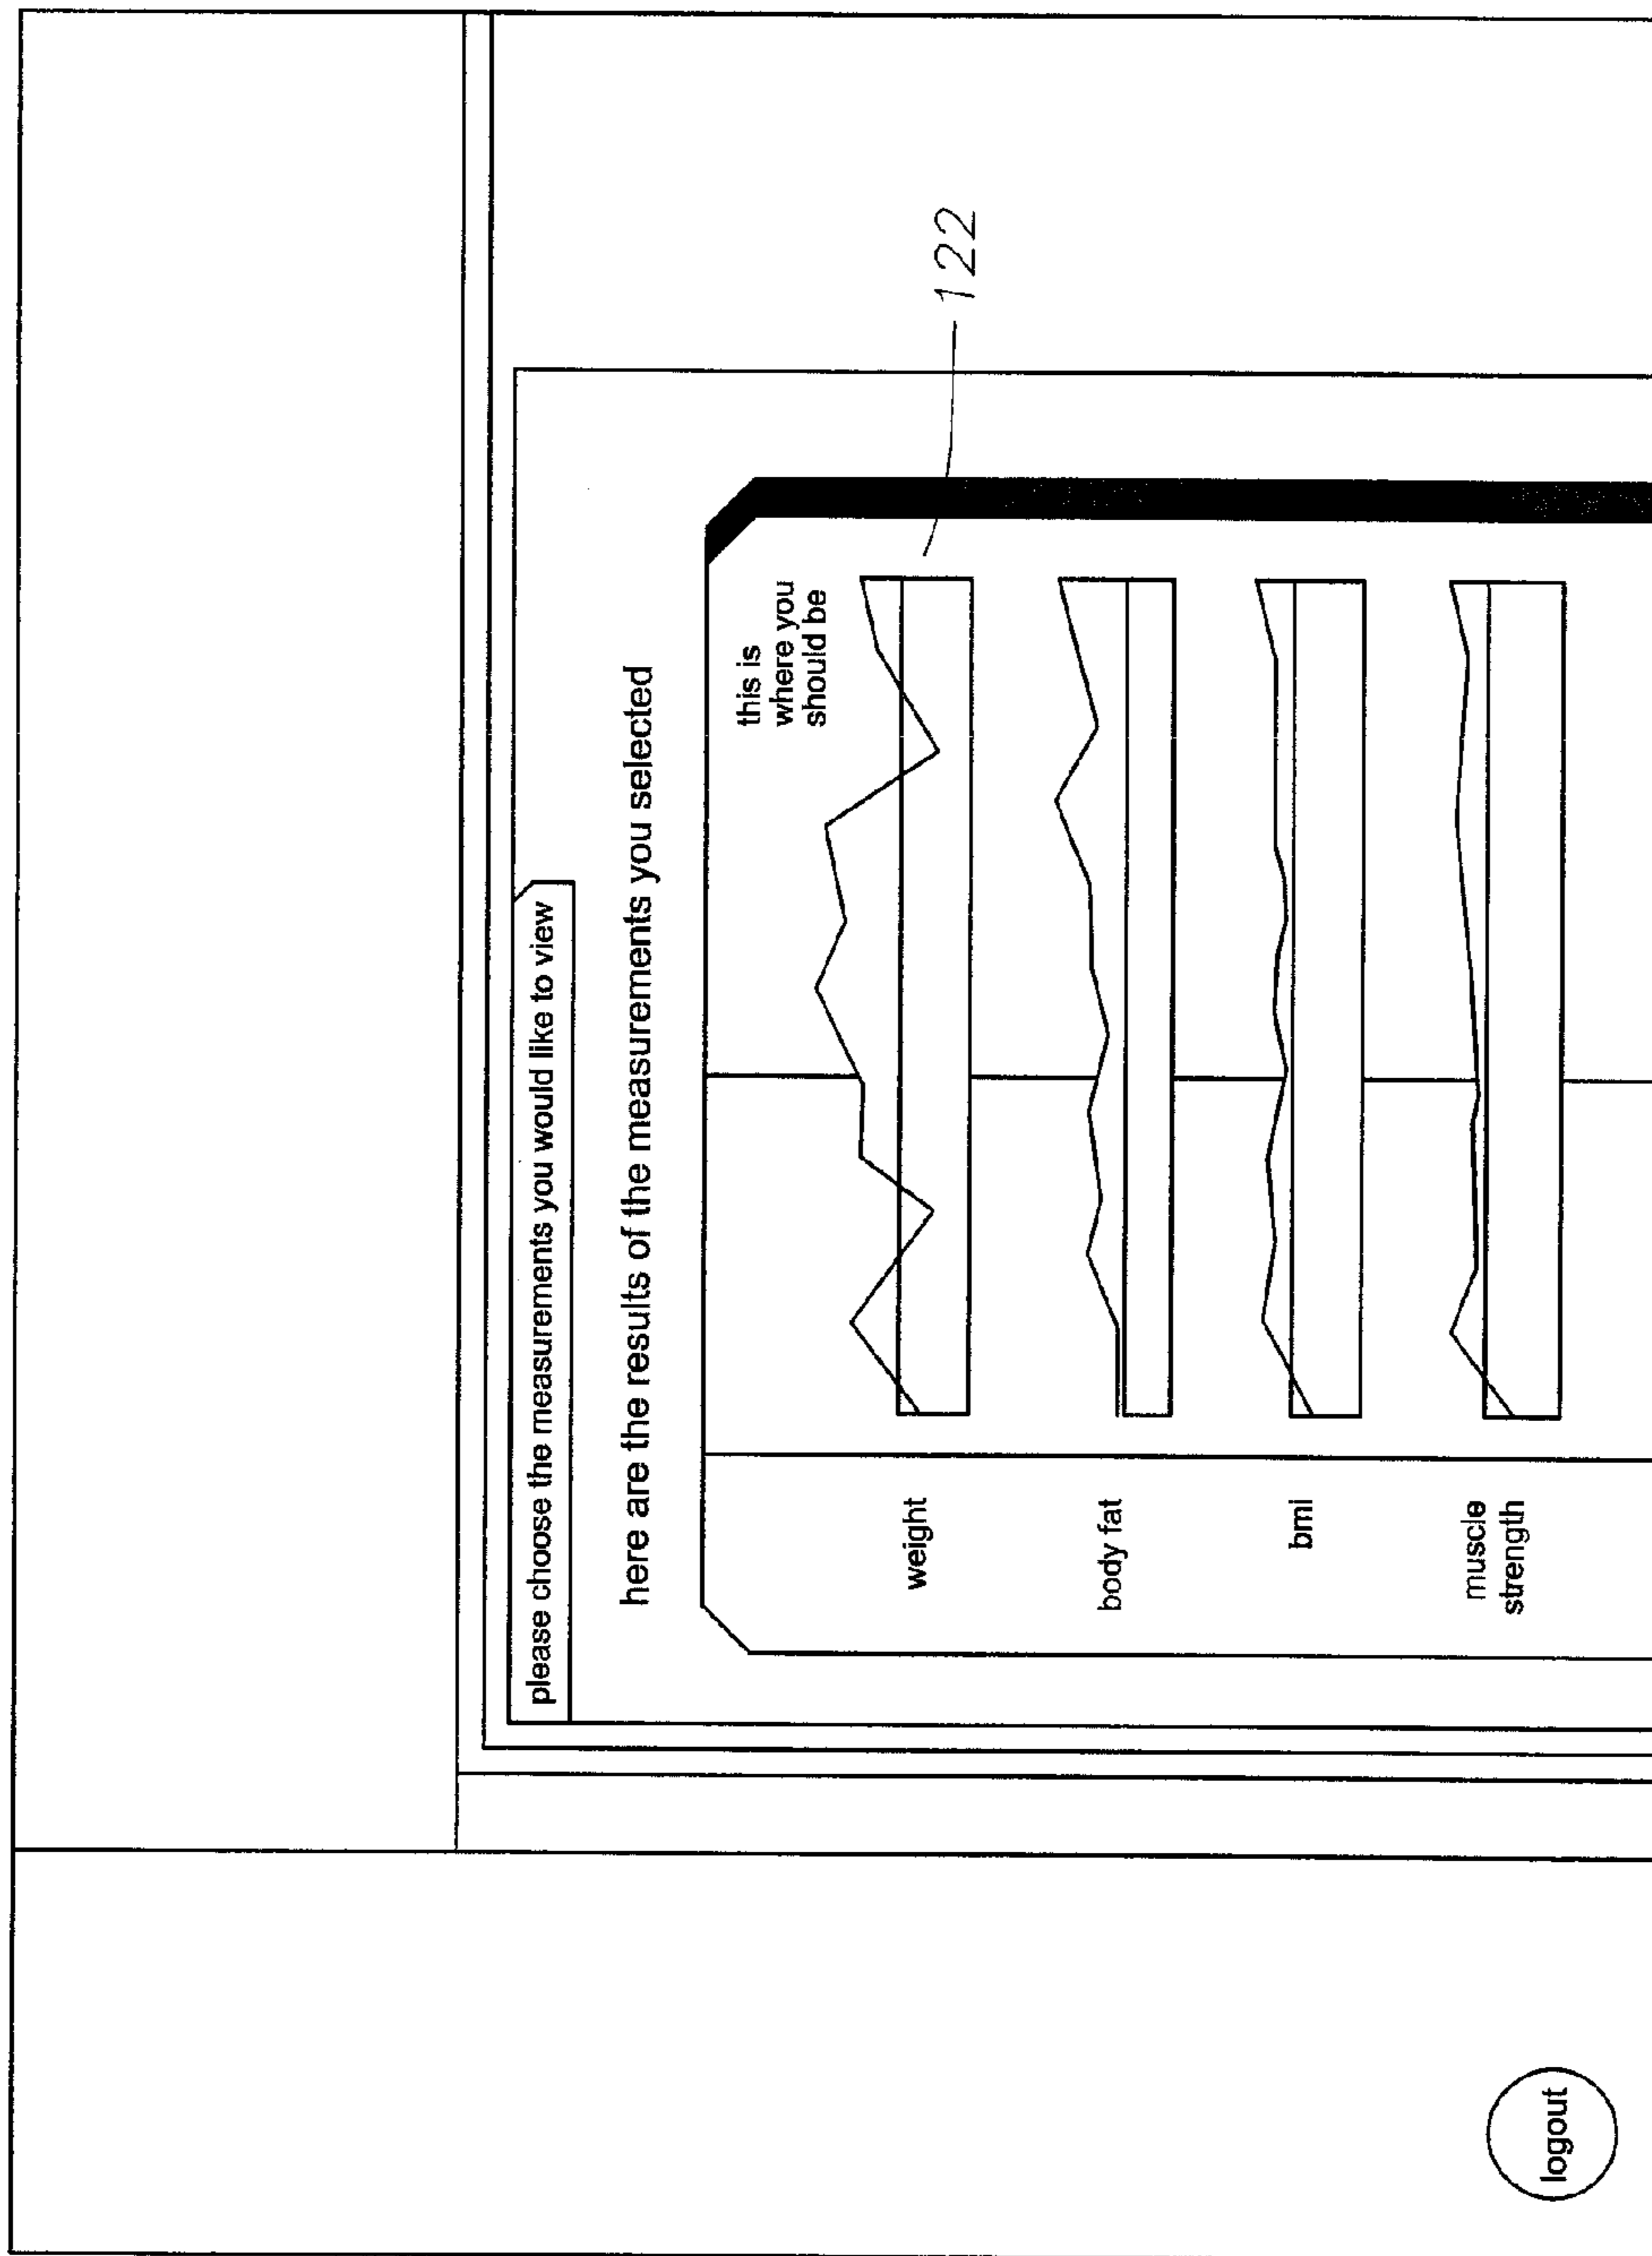 please choose the measurements you would like to view
here are the results of the measurements you selected
this is
where you
should be
122
weight
body fat
bmi
muscle
strength
logout